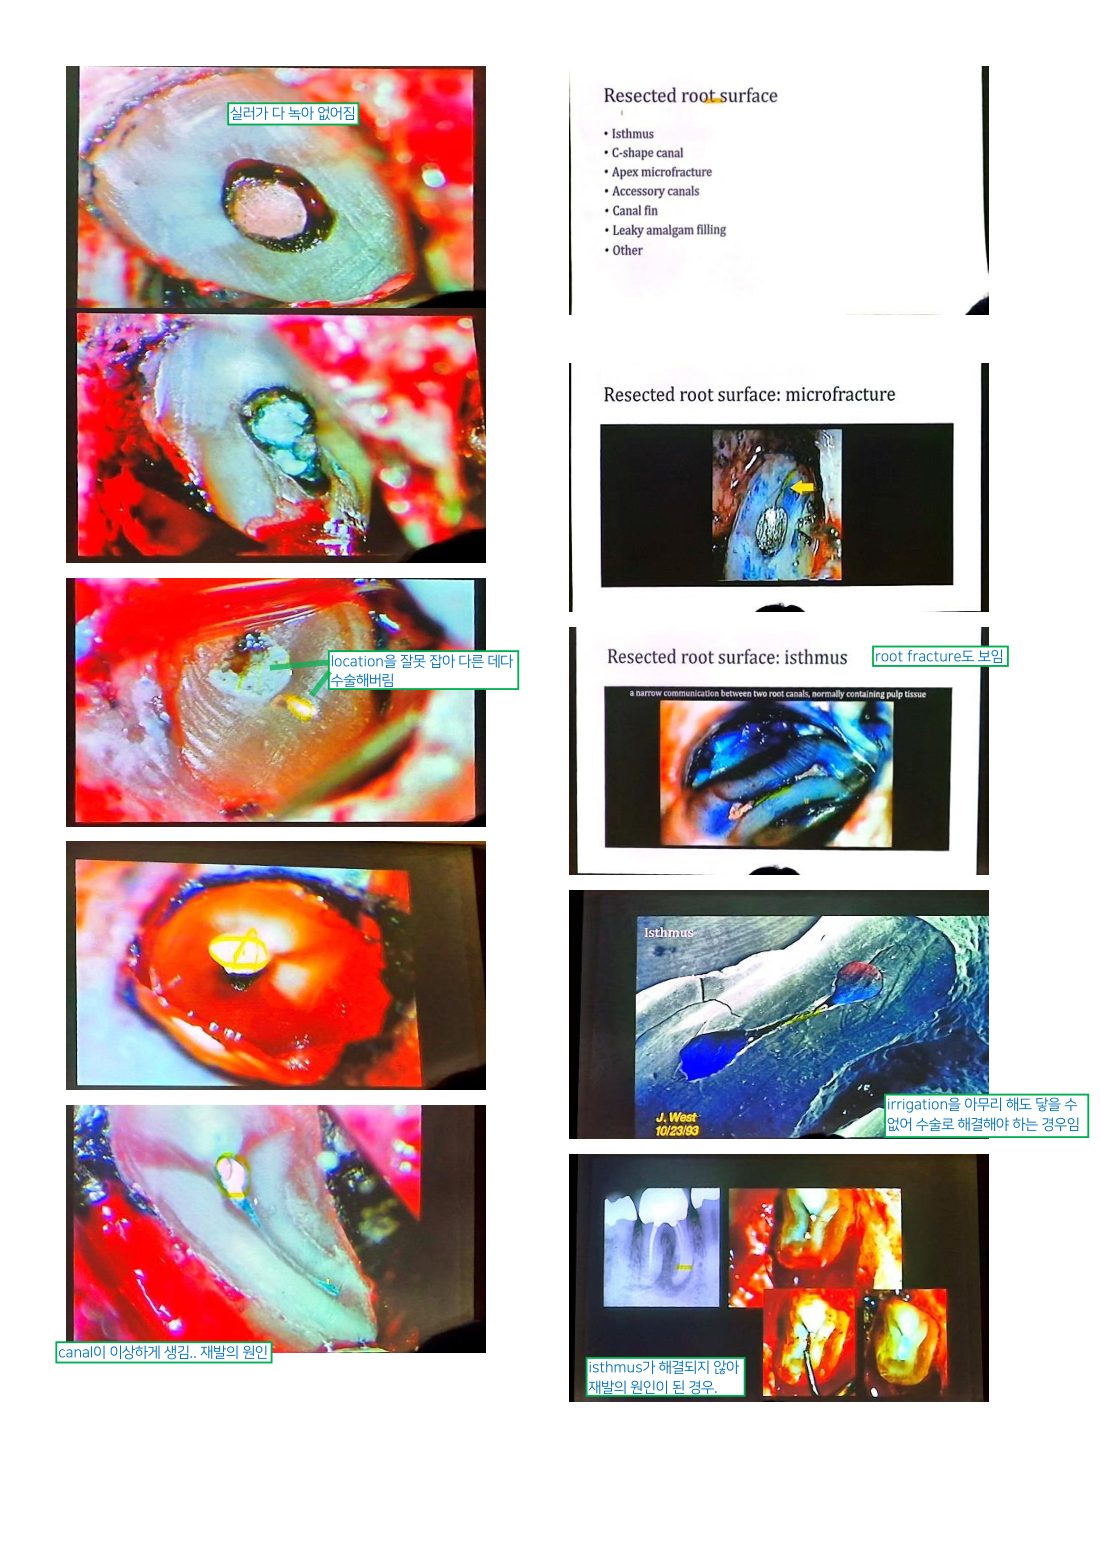 실러가 다 녹아 없어짐
location을 잘못 잡아 다른 데다
수술해버림
canal이 이상하게 생김.. 재발의 원인
Resected root surface
• Isthmus
• C-shape canal
• Apex microfracture
• Accessory canals
• Canal fin
• Leaky amalgam filling
• Other
Resected root surface: microfracture
Resected root surface: isthmus
root fracture도 보임
a narrow communication between two root canals, normally containing pulp tissue
Isthmus
J. West
10/23/93
irrigation을 아무리 해도 닿을 수
없어 수술로 해결해야 하는 경우임
isthmus가 해결되지 않아
재발의 원인이 된 경우.